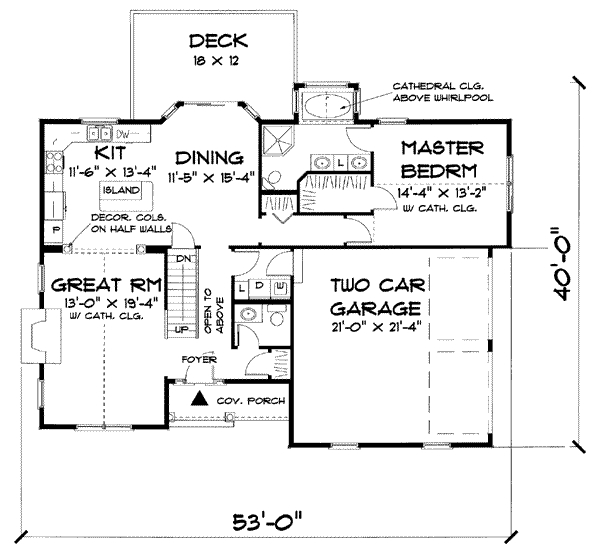 DECK
18 X 12
CATHEDRAL CLG.
ABOVE WHIRLPOOL
DW
KIT
11'-6" X 13'-4"
ISLAND
DINING
11'-5" X 15'-4"
L
MASTER
BEDRM
14'-4" X 13'-2"
W/ CATH. CLG.
DECOR. COLS.
ON HALF WALLS
P
GREAT RM
13'-0" X 19'-4"
W/ CATH. CLG.
DN
UP
OPEN TO
ABOVE
L
D
W
TWO CAR
GARAGE
21'-0" X 21'-4"
FOYER
COV. PORCH
40'-0"
53'-0"